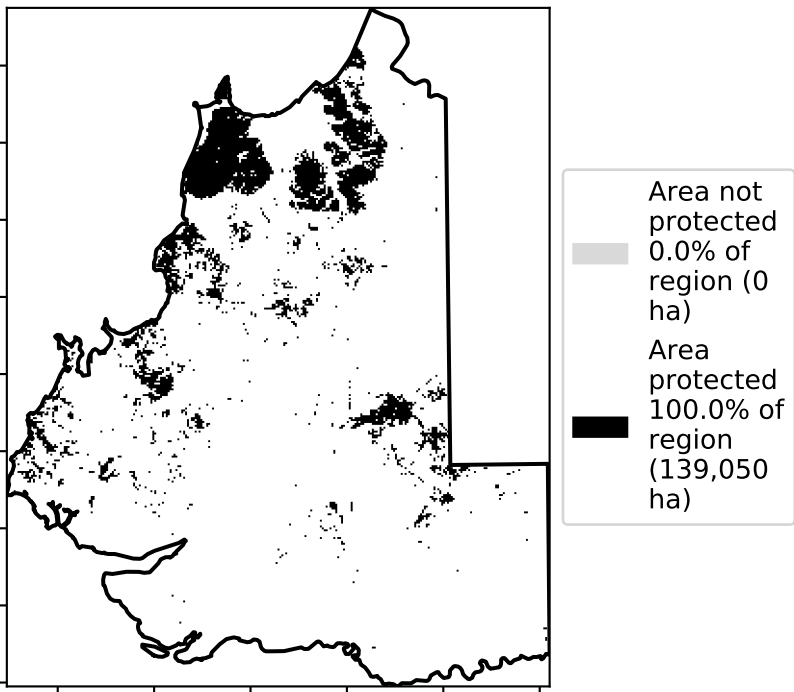 Area not
protected
0.0% of
region (0
ha)
Area
protected
100.0% of
region
(139,050
ha)